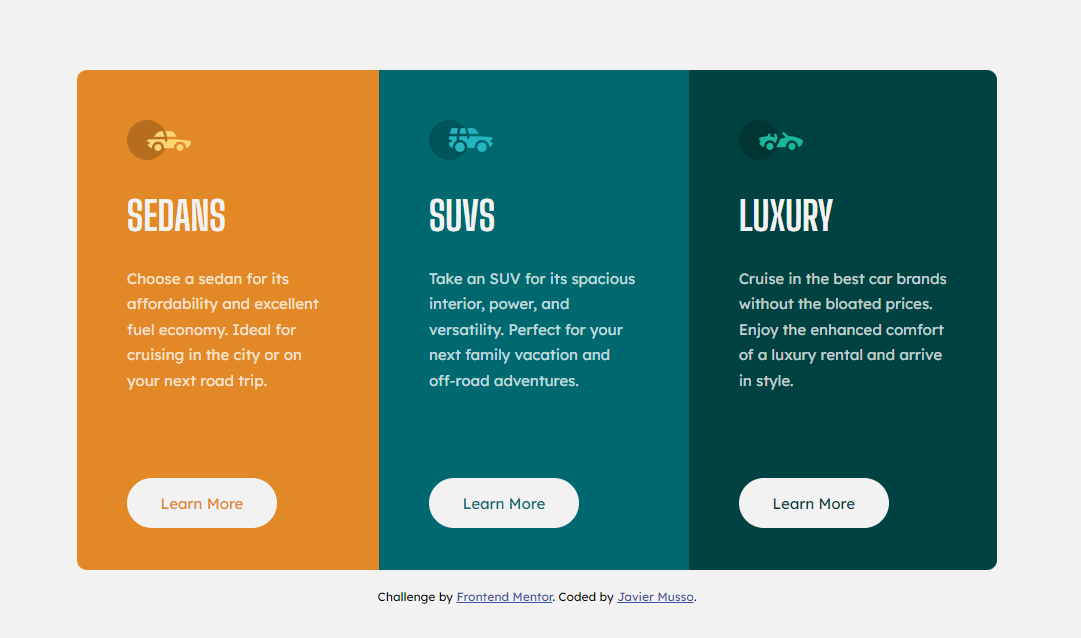 SEDANS
Choose a sedan for its
affordability and excellent
fuel economy. Ideal for
cruising in the city or on
your next road trip.
Learn More
SUVS
Take an SUV for its spacious
interior, power, and
versatility. Perfect for your
next family vacation and
off-road adventures.
Learn More
LUXURY
Cruise in the best car brands
without the bloated prices.
Enjoy the enhanced comfort
of a luxury rental and arrive
in style.
Learn More
Challenge by Frontend Mentor. Coded by Javier Musso.